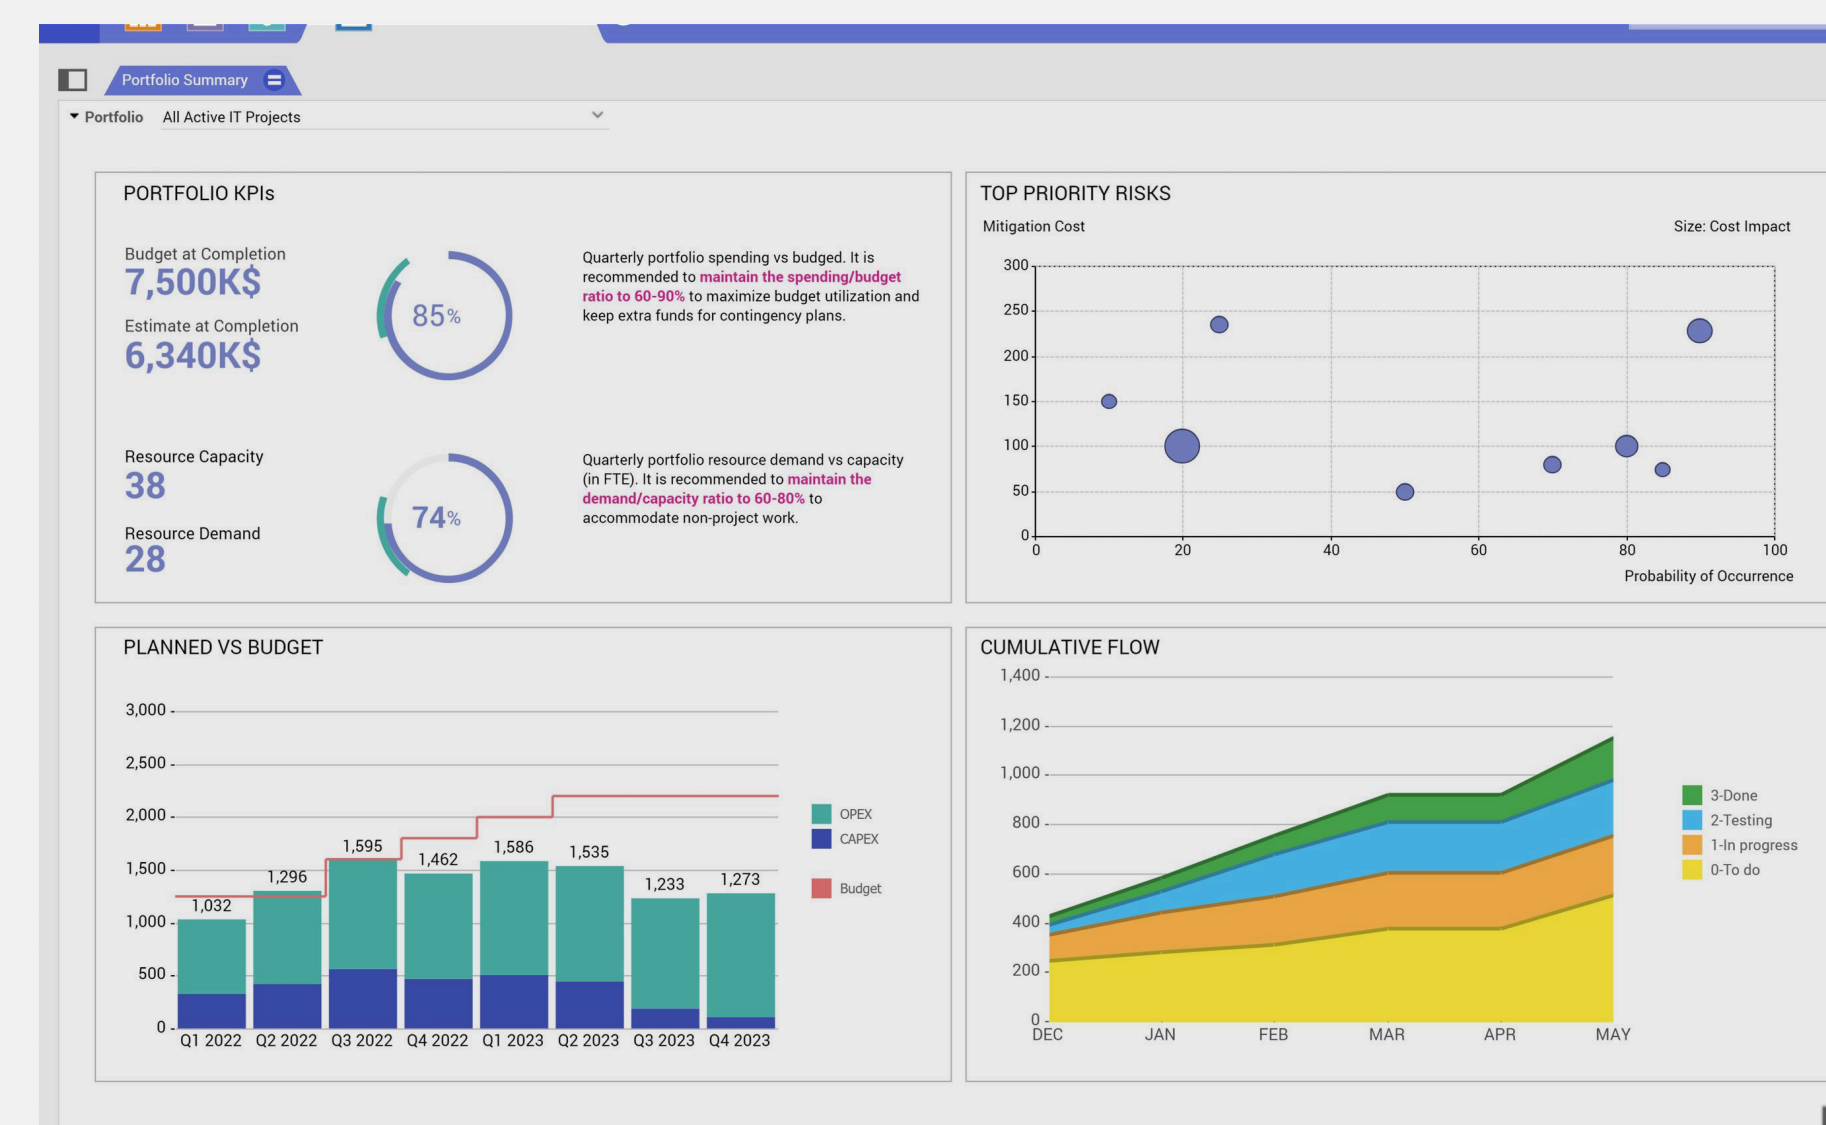 Portfolio Summary
Portfolio All Active IT Projects
PORTFOLIO KPIs
Budget at Completion
7,500K$
Estimate at Completion
6,340K$
85%
Quarterly portfolio spending vs budged. It is
recommended to maintain the spending/budget
ratio to 60-90% to maximize budget utilization and
keep extra funds for contingency plans.
Resource Capacity
38
Resource Demand
28
74%
Quarterly portfolio resource demand vs capacity
(in FTE). It is recommended to maintain the
demand/capacity ratio to 60-80% to
accommodate non-project work.
TOP PRIORITY RISKS
Mitigation Cost
Size: Cost Impact
300
250
200
150
100
50
0
0 20 40 60 80 100
Probability of Occurrence
PLANNED VS BUDGET
3,000
2,500
2,000
1,500
1,000
500
0
1,032
1,296
1,595
1,462
1,586
1,535
1,233
1,273
Q1 2022 Q2 2022 Q3 2022 Q4 2022 Q1 2023 Q2 2023 Q3 2023 Q4 2023
OPEX
CAPEX
Budget
CUMULATIVE FLOW
1,400
1,200
1,000
800
600
400
200
0
DEC JAN FEB MAR APR MAY
3-Done
2-Testing
1-In progress
0-To do